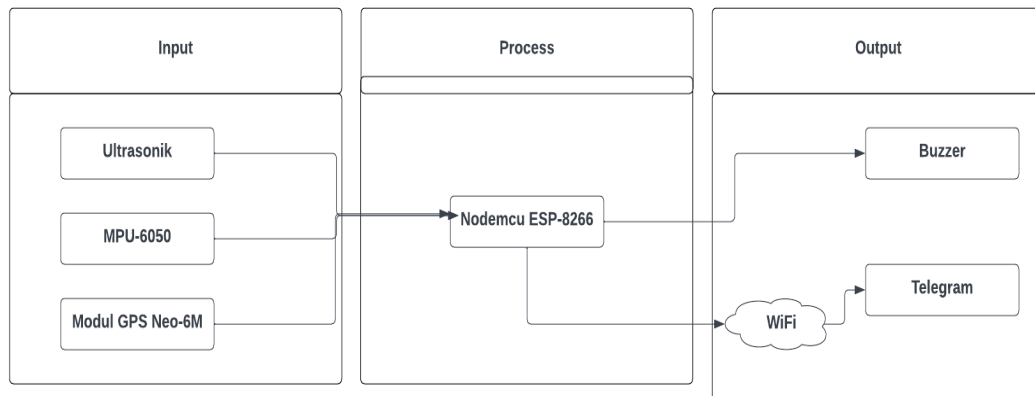 Input
Process
Output
Ultrasonik
MPU-6050
Modul GPS Neo-6M
Nodemcu ESP-8266
Buzzer
Telegram
WiFi